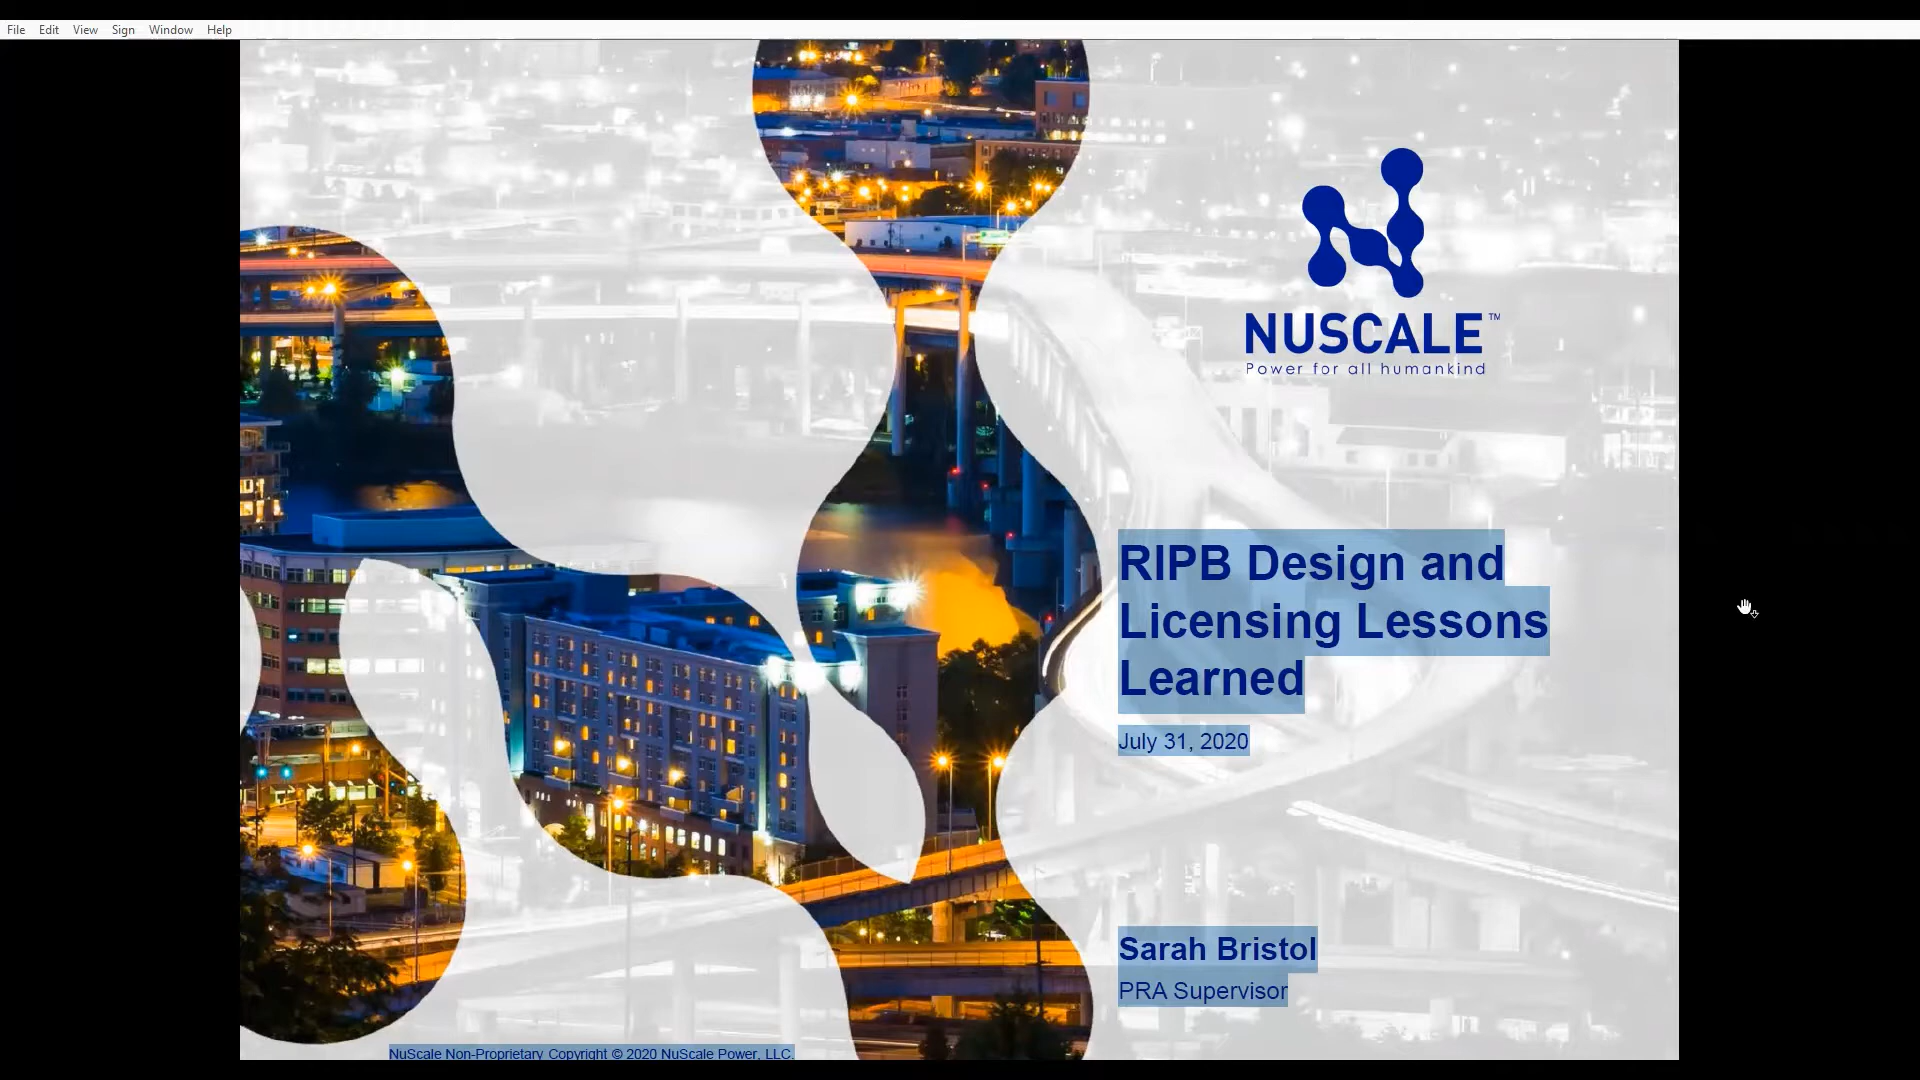 File Edit View Sign Window Help
NUSCALE™
Power for all humankind
RIPB Design and
Licensing Lessons
Learned
July 31, 2020
Sarah Bristol
PRA Supervisor
NuScale Non-Proprietary Copyright © 2020 NuScale Power, LLC.